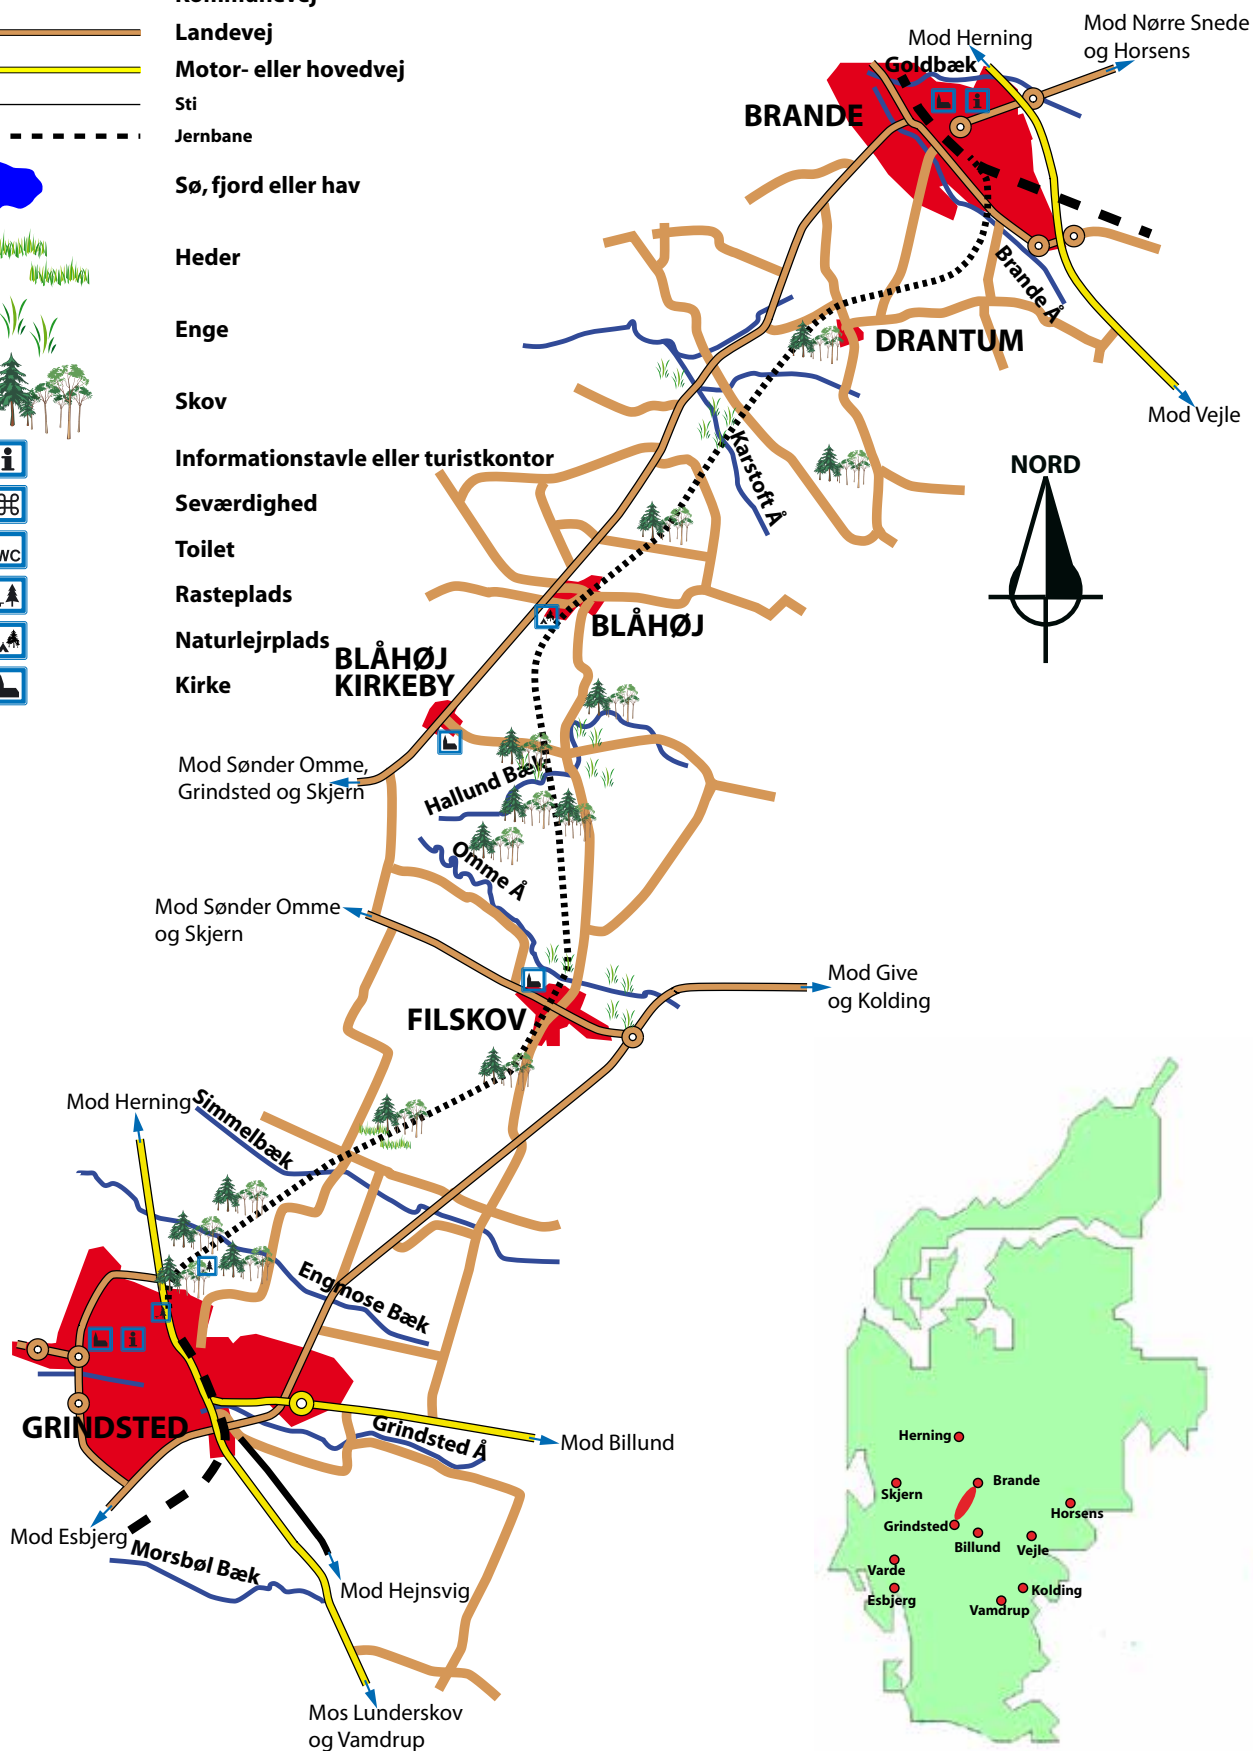 Kommunevej
Landevej
Motor- eller hovedvej
Sti
Jernbane
Sø, fjord eller hav
Heder
Enge
Skov
Informationstavle eller turistkontor
Seværdighed
WC
Toilet
Rasteplads
Naturlejrplads
Kirke
Mod Herning
Mod Nørre Snede
og Horsens
Goldbæk
BRANDE
Brande Å
DRANTUM
Mod Vejle
NORD
Karstoft Å
BLÅHØJ
BLÅHØJ
KIRKEBY
Mod Sønder Omme,
Grindsted og Skjern
Hallund Bæk
Omme Å
Mod Sønder Omme
og Skjern
Mod Give
og Kolding
FILSKOV
Mod Herning
Simmelbæk
Engmose Bæk
GRINDSTED
Grindsted Å
Mod Billund
Mod Esbjerg
Morsbøl Bæk
Mod Hejnsvig
Mos Lunderskov
og Vamdrup
Herning
Skjern
Brande
Horsens
Grindsted
Billund
Vejle
Varde
Esbjerg
Kolding
Vamdrup